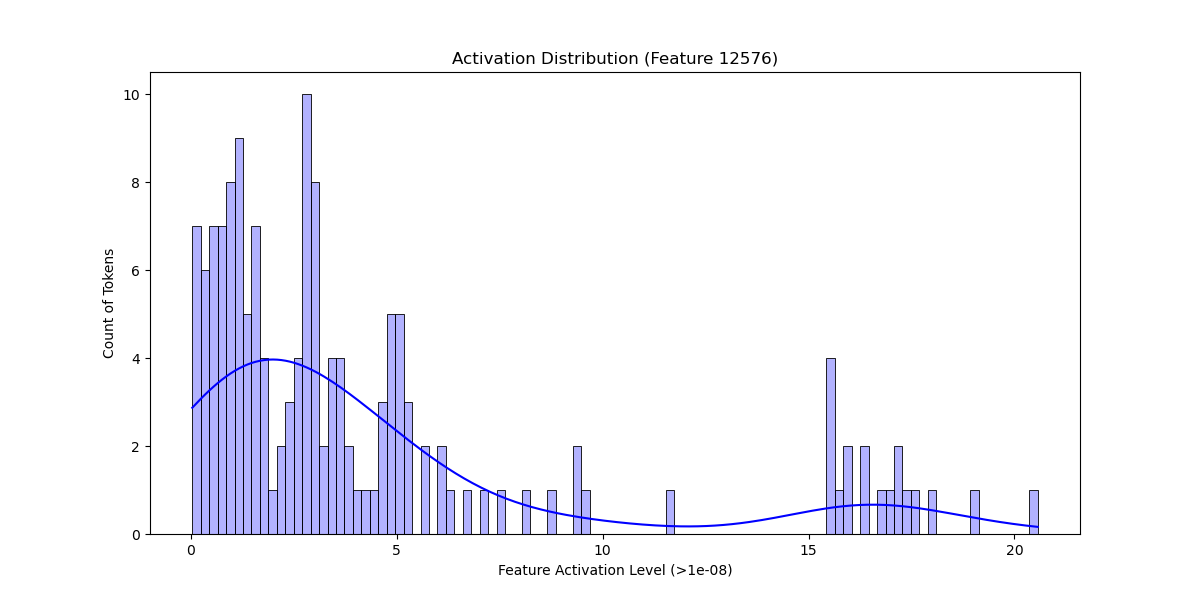 Activation Distribution (Feature 12576)
10
8
6
4
2
0
Count of Tokens
0 5 10 15 20
Feature Activation Level (>1e-08)